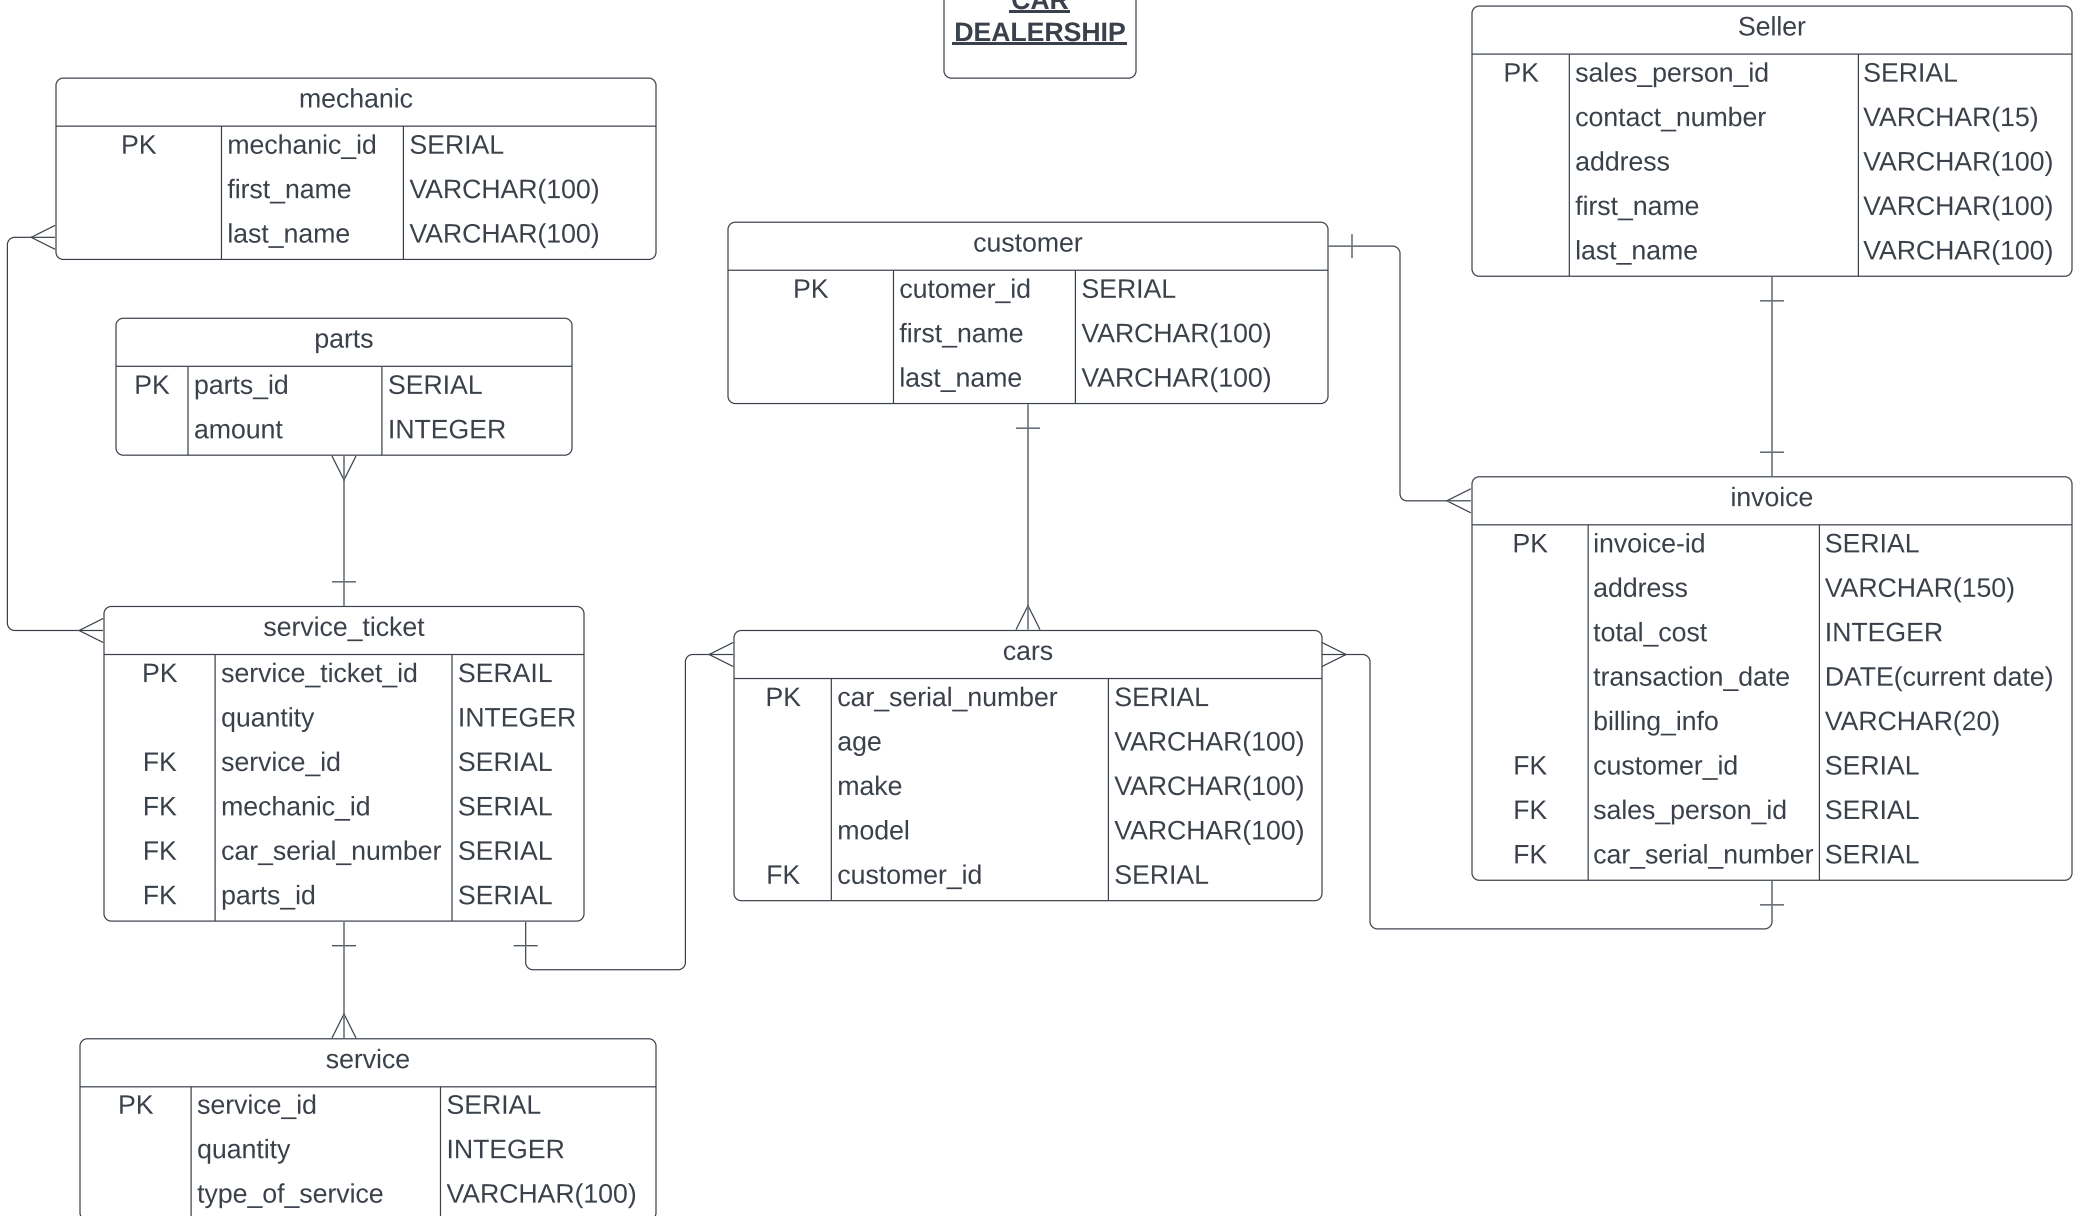 CAR
DEALERSHIP
mechanic
PK mechanic_id SERIAL
first_name VARCHAR(100)
last_name VARCHAR(100)
parts
PK parts_id SERIAL
amount INTEGER
service_ticket
PK service_ticket_id SERAIL
quantity INTEGER
FK service_id SERIAL
FK mechanic_id SERIAL
FK car_serial_number SERIAL
FK parts_id SERIAL
service
PK service_id SERIAL
quantity INTEGER
type_of_service VARCHAR(100)
customer
PK cutomer_id SERIAL
first_name VARCHAR(100)
last_name VARCHAR(100)
cars
PK car_serial_number SERIAL
age VARCHAR(100)
make VARCHAR(100)
model VARCHAR(100)
FK customer_id SERIAL
Seller
PK sales_person_id SERIAL
contact_number VARCHAR(15)
address VARCHAR(100)
first_name VARCHAR(100)
last_name VARCHAR(100)
invoice
PK invoice-id SERIAL
address VARCHAR(150)
total_cost INTEGER
transaction_date DATE(current date)
billing_info VARCHAR(20)
FK customer_id SERIAL
FK sales_person_id SERIAL
FK car_serial_number SERIAL